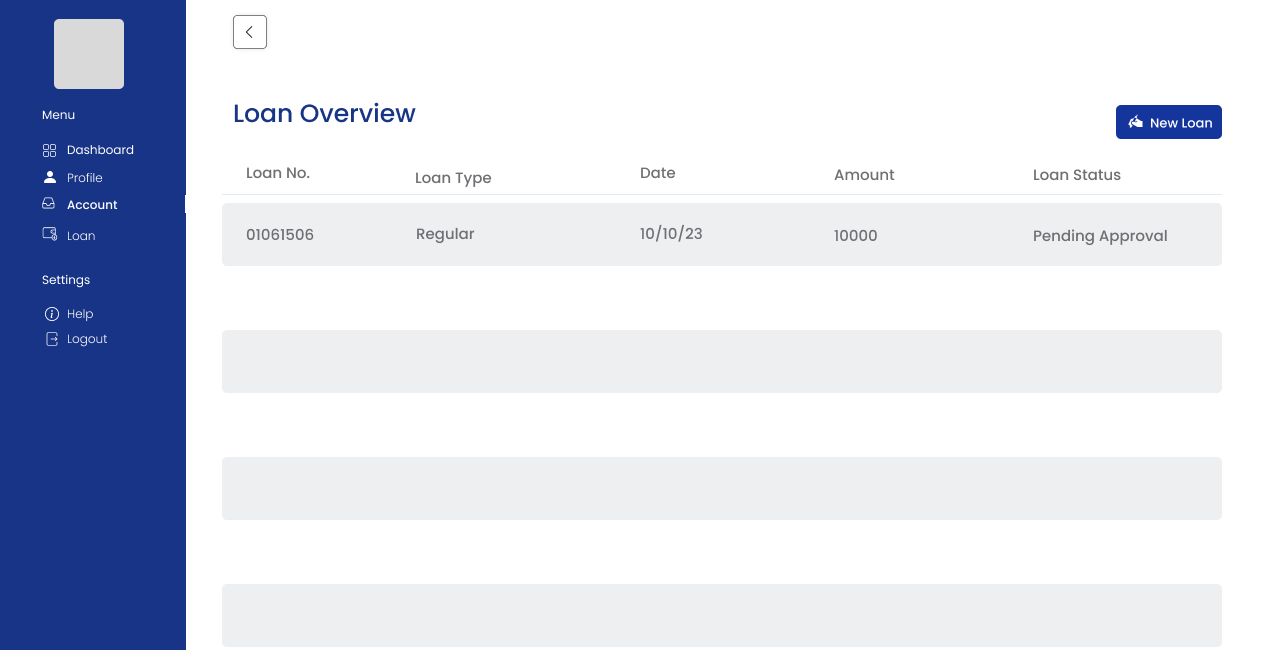 Menu
Dashboard
Profile
Account
Loan
Settings
Help
Logout
Loan Overview
New Loan
Loan No. Loan Type Date Amount Loan Status
01061506 Regular 10/10/23 10000 Pending Approval